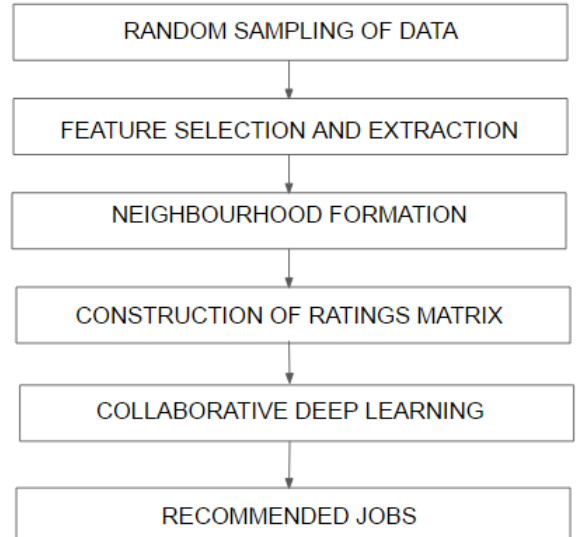 RANDOM SAMPLING OF DATA
FEATURE SELECTION AND EXTRACTION
NEIGHBOURHOOD FORMATION
CONSTRUCTION OF RATINGS MATRIX
COLLABORATIVE DEEP LEARNING
RECOMMENDED JOBS